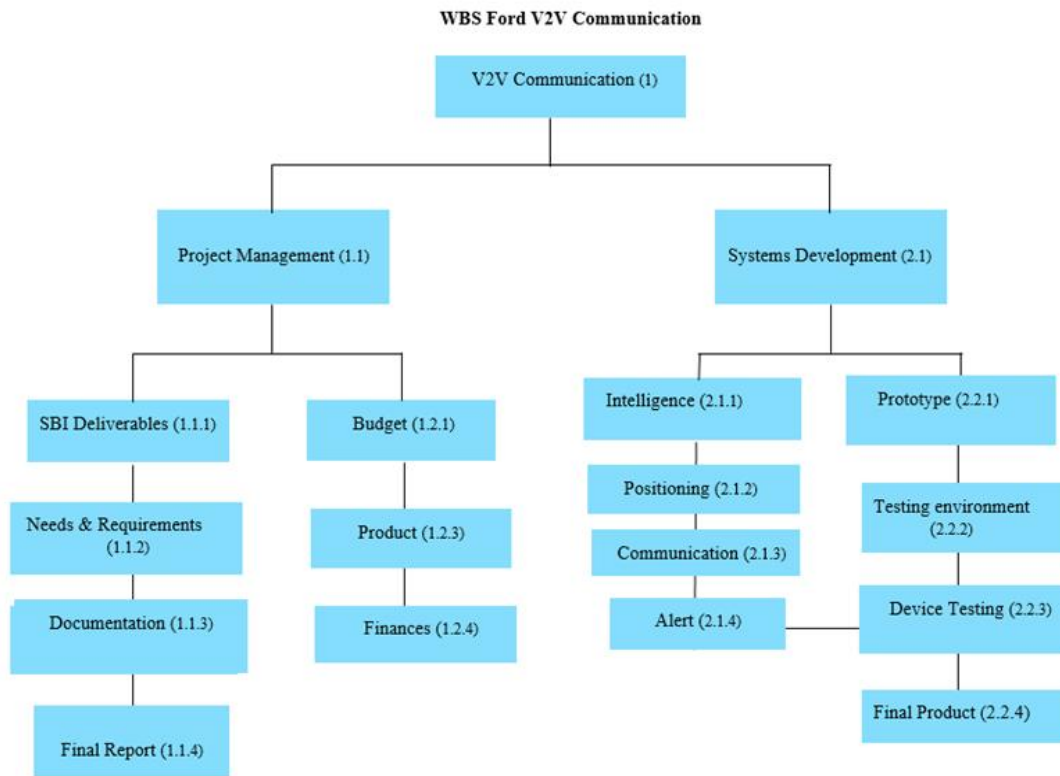 WBS Ford V2V Communication
V2V Communication (1)
Project Management (1.1)
Systems Development (2.1)
SBI Deliverables (1.1.1)
Budget (1.2.1)
Intelligence (2.1.1)
Prototype (2.2.1)
Needs & Requirements
(1.1.2)
Product (1.2.3)
Positioning (2.1.2)
Testing environment
(2.2.2)
Communication (2.1.3)
Documentation (1.1.3)
Finances (1.2.4)
Alert (2.1.4)
Device Testing (2.2.3)
Final Report (1.1.4)
Final Product (2.2.4)